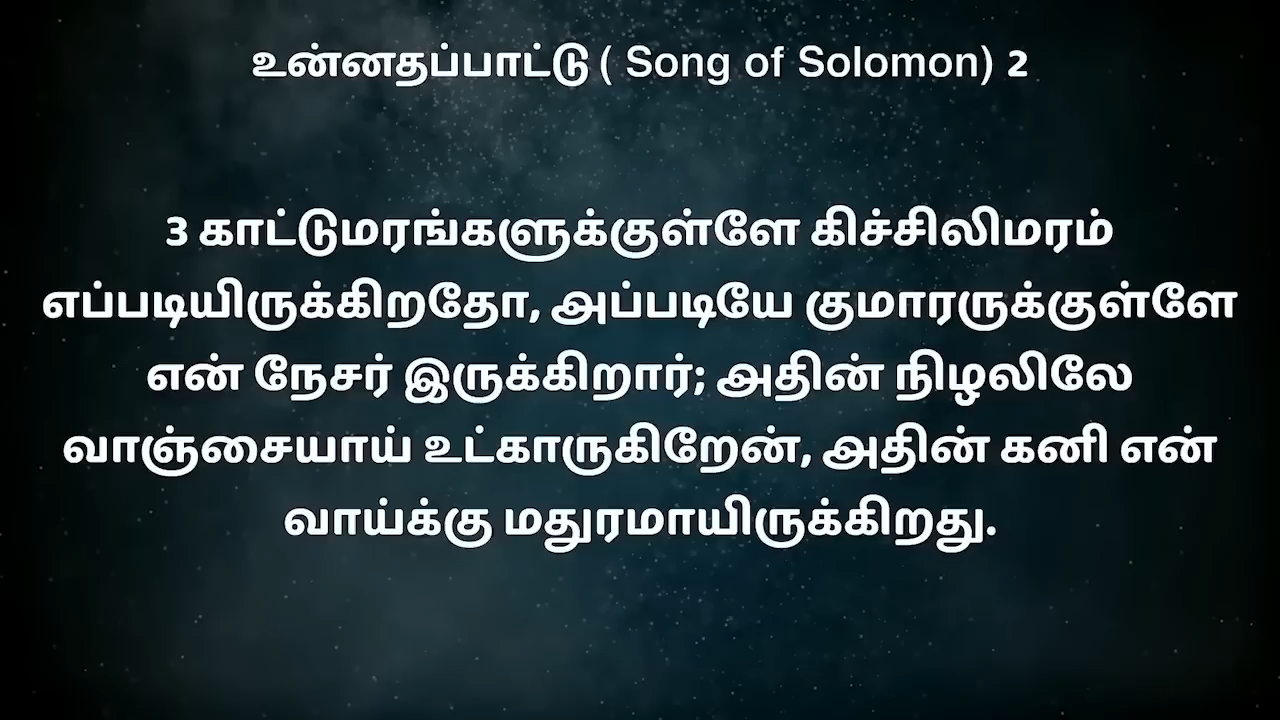 உன்னதப்பாட்டு ( Song of Solomon) 2
3 காட்டுமரங்களுக்குள்ளே கிச்சிலிமரம்
எப்படியிருக்கிறதோ, அப்படியே குமாரருக்குள்ளே
என் நேசர் இருக்கிறார்; அதின் நிழலிலே
வாஞ்சையாய் உட்காருகிறேன், அதின் கனி என்
வாய்க்கு மதுரமாயிருக்கிறது.